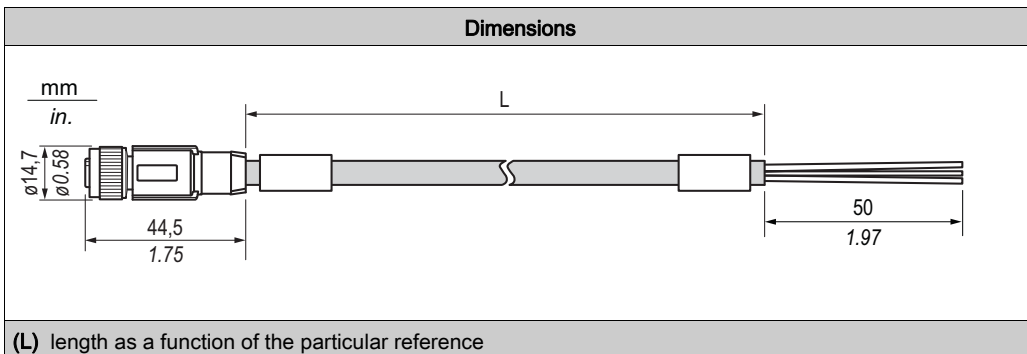 Dimensions
mm
in.
L
ø14,7
ø0.58
44,5
1.75
50
1.97
(L) length as a function of the particular reference